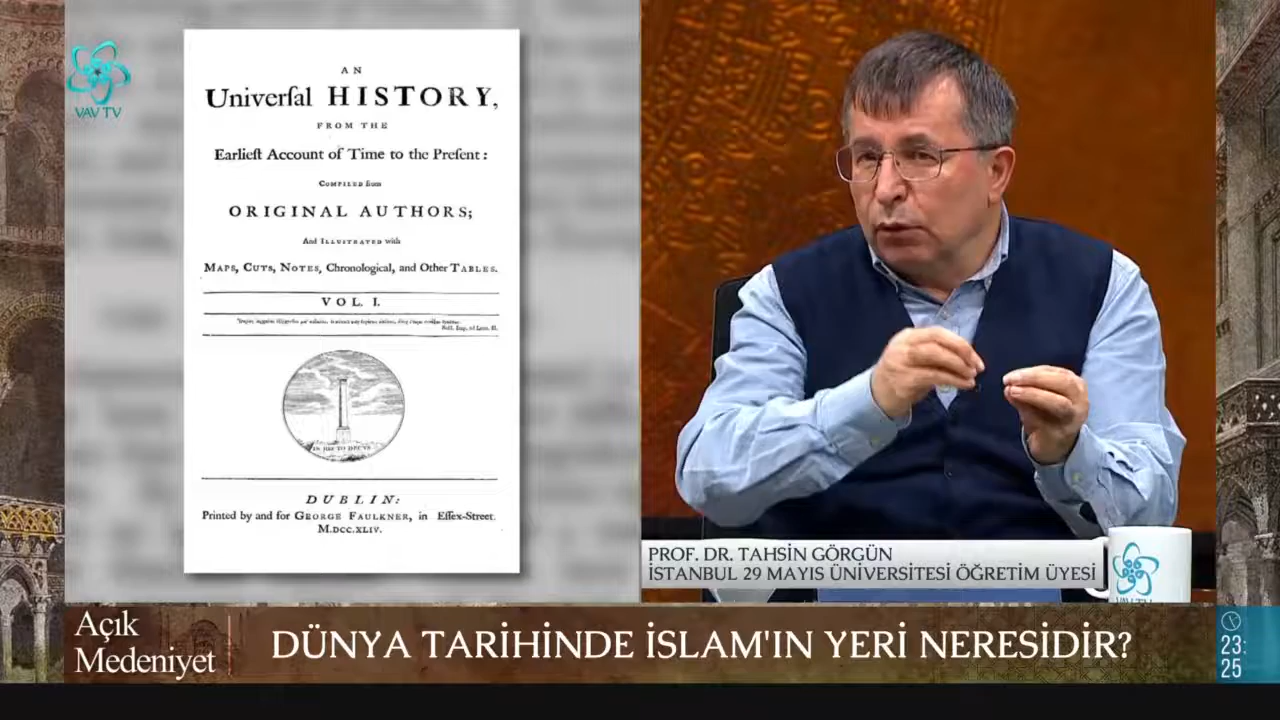 VAV TV
AN
Univerſal HISTORY,
FROM THE
Earlieſt Account of Time to the Preſent:
COMPILED from
ORIGINAL AUTHORS;
And ILLUSTRATED with
MAPS, CUTS, NOTES, Chronological, and Other TABLES.
VOL. I.
DUBLIN:
Printed by and for GEORGE FAULKNER, in Eſſex-Street.
M.DCC.XLIV.
PROF. DR. TAHSİN GÖRGÜN
İSTANBUL 29 MAYIS ÜNİVERSİTESİ ÖĞRETİM ÜYESİ
VAV TV
Açık
Medeniyet
DÜNYA TARİHİNDE İSLAM'IN YERİ NERESİDİR?
23:
25